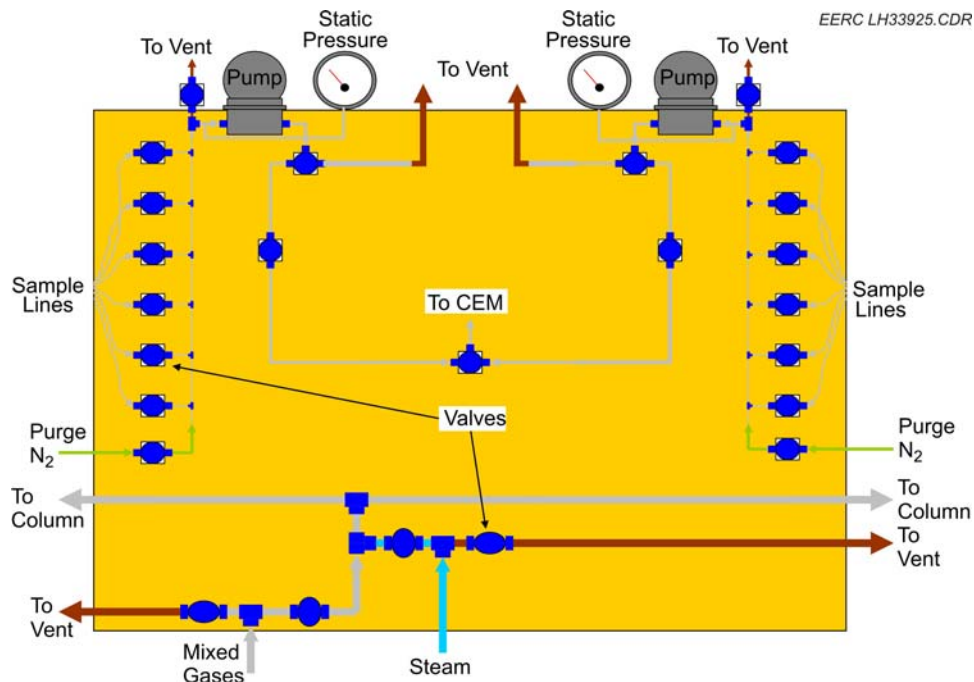 EERC LH33925.CDR
Static
Pressure
To Vent
Pump
To Vent
Static
Pressure
Pump
To Vent
Sample
Lines
To CEM
Sample
Lines
Valves
Purge
N2
Purge
N2
To
Column
To
Column
To
Vent
To
Vent
Mixed
Gases
Steam